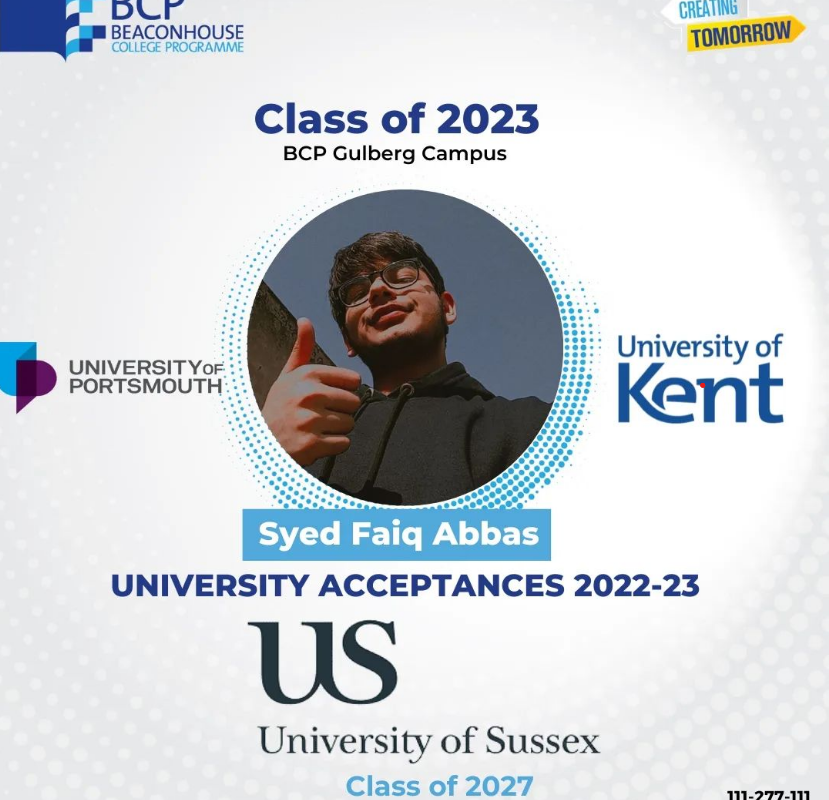 BCP
BEACONHOUSE
COLLEGE PROGRAMME
CREATING
TOMORROW
Class of 2023
BCP Gulberg Campus
UNIVERSITY OF
PORTSMOUTH
University of
Kent
Syed Faiq Abbas
UNIVERSITY ACCEPTANCES 2022-23
US
University of Sussex
Class of 2027
111-277-111